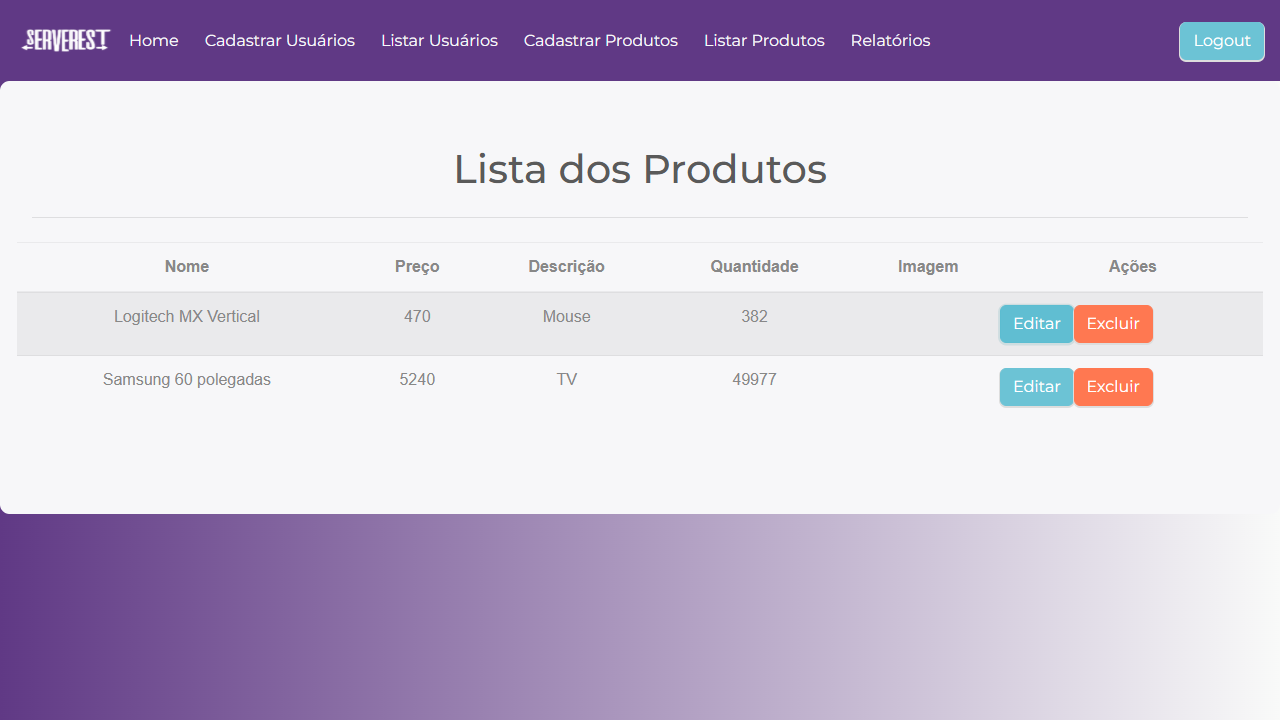 SERVEREST Home Cadastrar Usuários Listar Usuários Cadastrar Produtos Listar Produtos Relatórios Logout
Lista dos Produtos
Nome Preço Descrição Quantidade Imagem Ações
Logitech MX Vertical 470 Mouse 382 Editar Excluir
Samsung 60 polegadas 5240 TV 49977 Editar Excluir